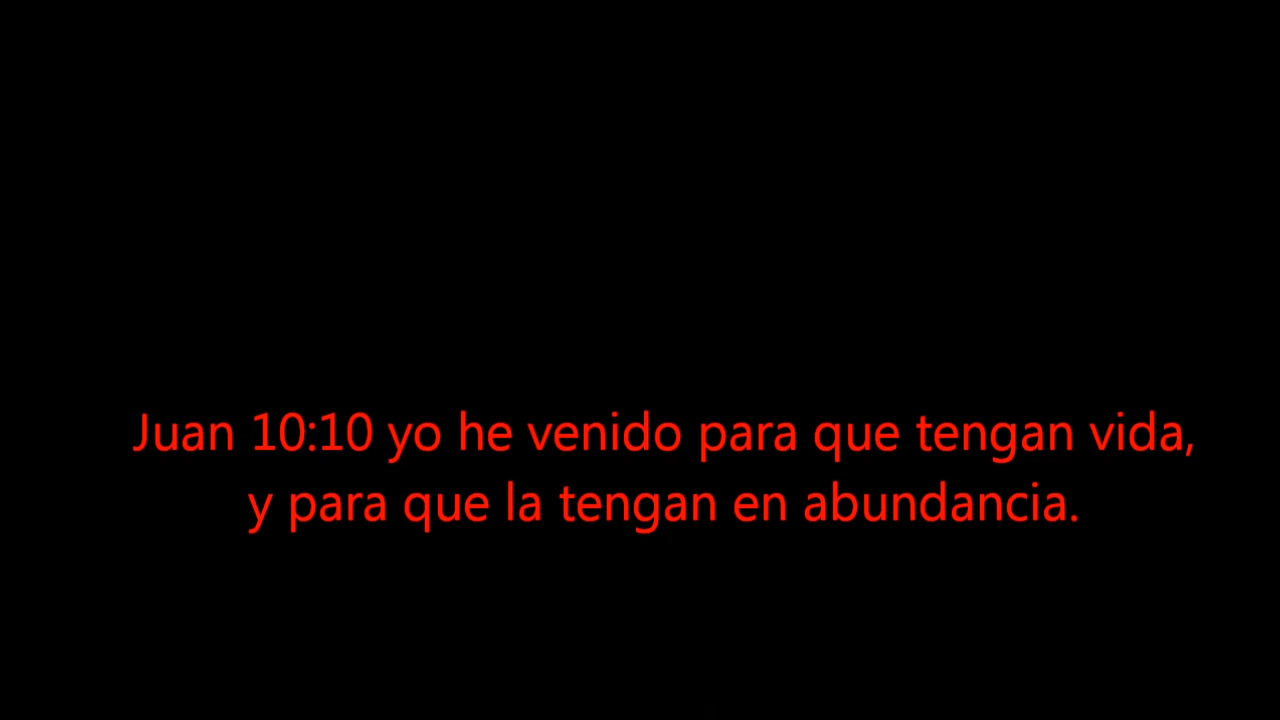 Juan 10:10 yo he venido para que tengan vida,
y para que la tengan en abundancia.